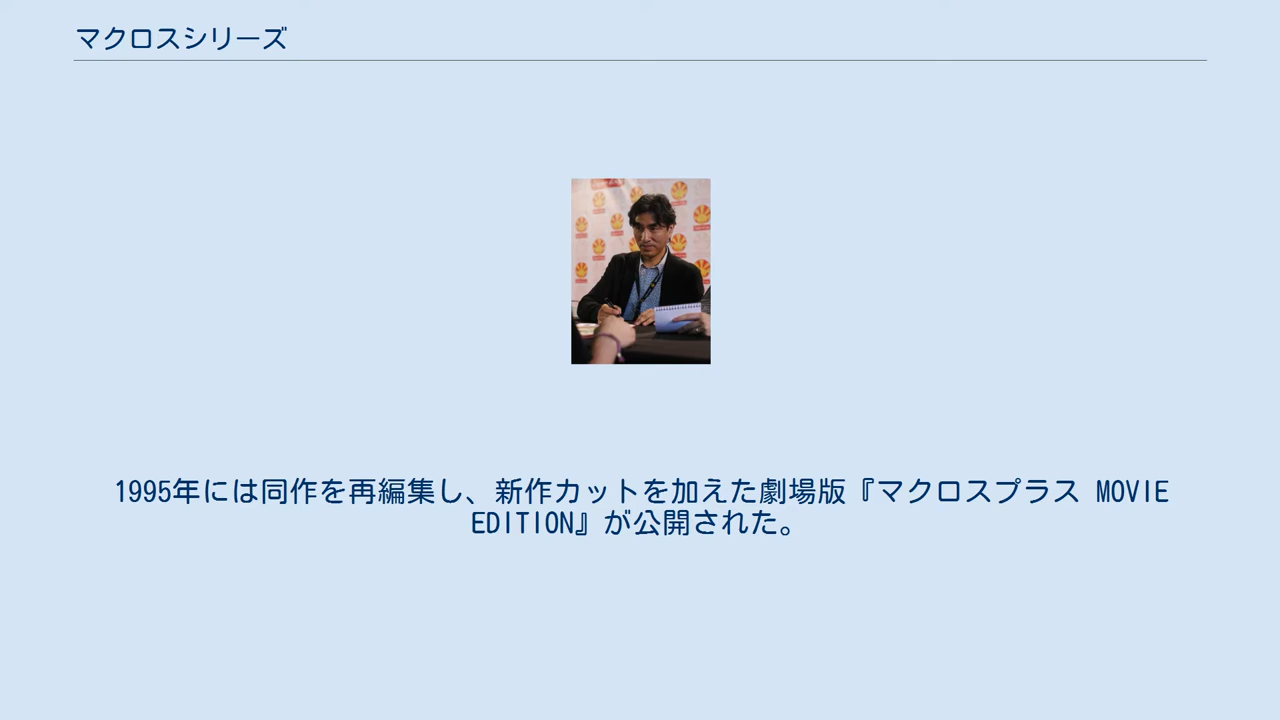 マクロスシリーズ
1995年には同作を再編集し、新作カットを加えた劇場版『マクロスプラス MOVIE
EDITION』が公開された。